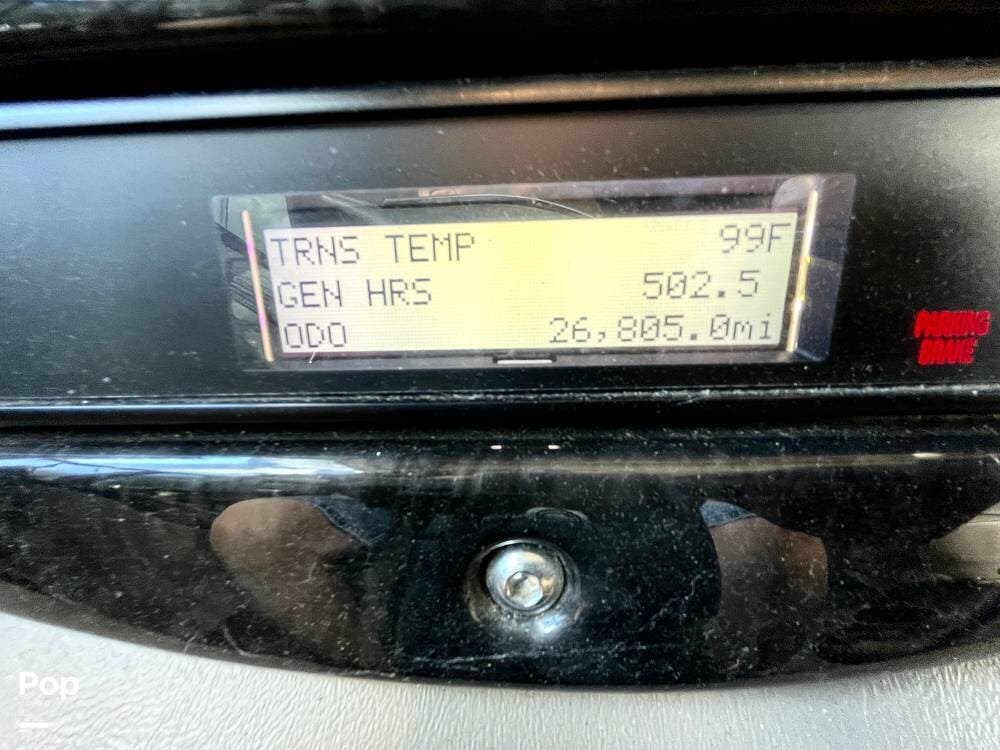 TRNS TEMP 99F
GEN HRS 502.5
ODO 26,805.0mi
PARKING
BRAKE
Pop